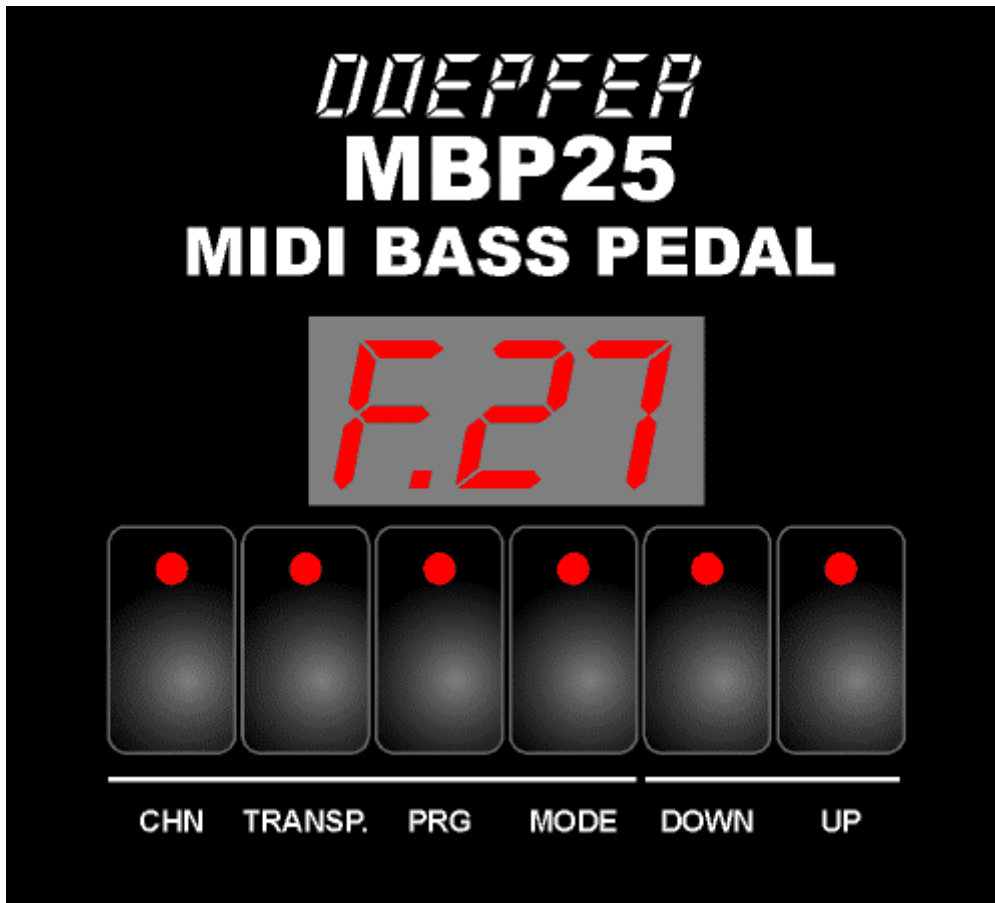 DOEPFER
MBP25
MIDI BASS PEDAL
F.27
CHN TRANSP. PRG MODE DOWN UP